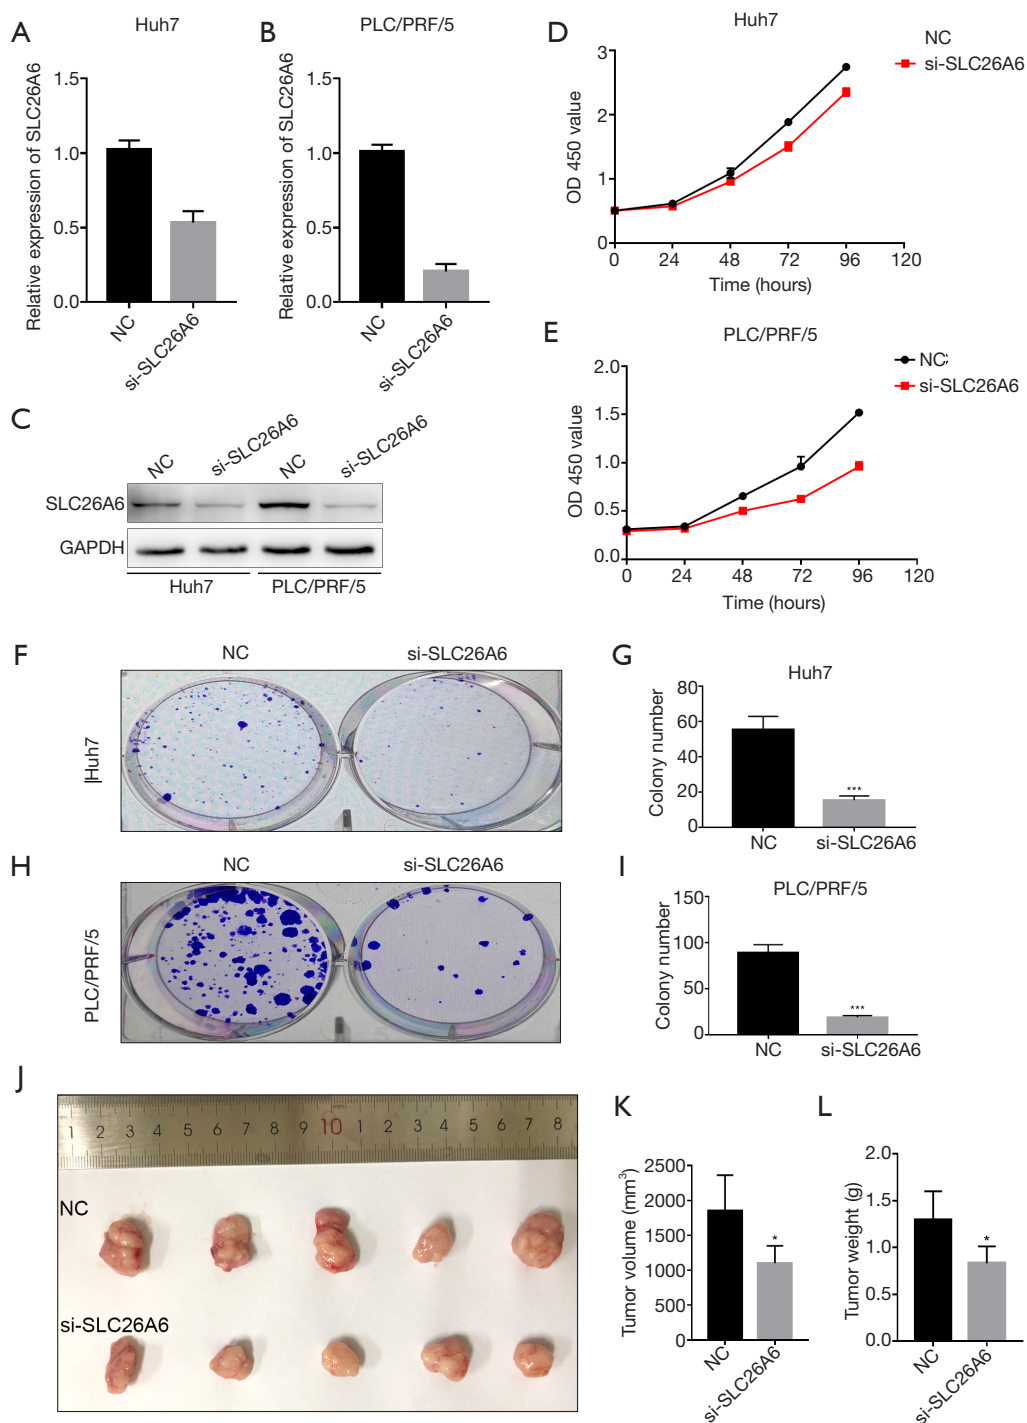 A
Huh7
Relative expression of SLC26A6
1.5
1.0
0.5
0.0
NC
si-SLC26A6
B
PLC/PRF/5
Relative expression of SLC26A6
1.5
1.0
0.5
0.0
NC
si-SLC26A6
C
NC
si-SLC26A6
NC
si-SLC26A6
SLC26A6
GAPDH
Huh7
PLC/PRF/5
D
Huh7
NC
si-SLC26A6
OD 450 value
3
2
1
0
0 24 48 72 96 120
Time (hours)
E
PLC/PRF/5
NC
si-SLC26A6
OD 450 value
2.0
1.5
1.0
0.5
0.0
0 24 48 72 96 120
Time (hours)
F
NC
si-SLC26A6
Huh7
G
Huh7
Colony number
80
60
40
20
0
***
NC
si-SLC26A6
H
NC
si-SLC26A6
PLC/PRF/5
I
PLC/PRF/5
Colony number
150
100
50
0
***
NC
si-SLC26A6
J
1 2 3 4 5 6 7 8 9 10 1 2 3 4 5 6 7 8
NC
si-SLC26A6
K
Tumor volume (mm³)
2500
2000
1500
1000
500
0
*
NC
si-SLC26A6
L
Tumor weight (g)
2.0
1.5
1.0
0.5
0.0
*
NC
si-SLC26A6